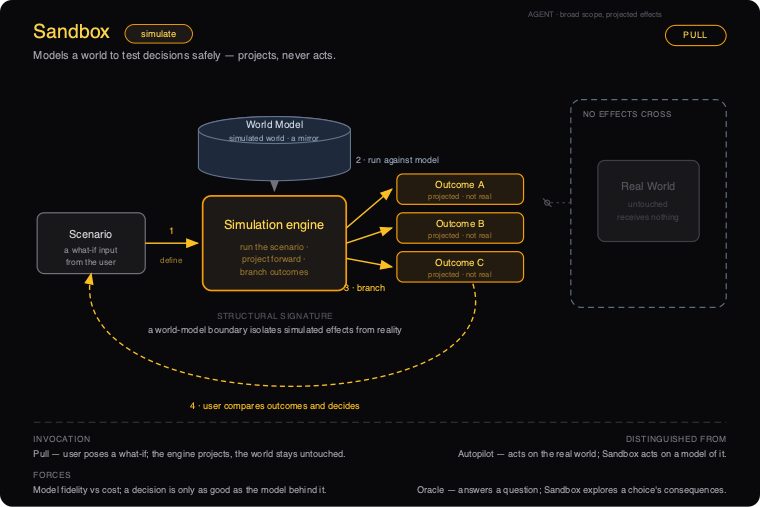 AGENT · broad scope, projected effects
Sandbox
simulate
PULL
Models a world to test decisions safely — projects, never acts.
NO EFFECTS CROSS
World Model
simulated world · a mirror
2 · run against model
Outcome A
projected · not real
Real World
untouched
receives nothing
Scenario
a what-if input
from the user
1
define
Simulation engine
run the scenario ·
project forward ·
branch outcomes
Outcome B
projected · not real
Outcome C
projected · not real
3 · branch
STRUCTURAL SIGNATURE
a world-model boundary isolates simulated effects from reality
4 · user compares outcomes and decides
INVOCATION
Pull — user poses a what-if; the engine projects, the world stays untouched.
FORCES
Model fidelity vs cost; a decision is only as good as the model behind it.
DISTINGUISHED FROM
Autopilot — acts on the real world; Sandbox acts on a model of it.
Oracle — answers a question; Sandbox explores a choice's consequences.